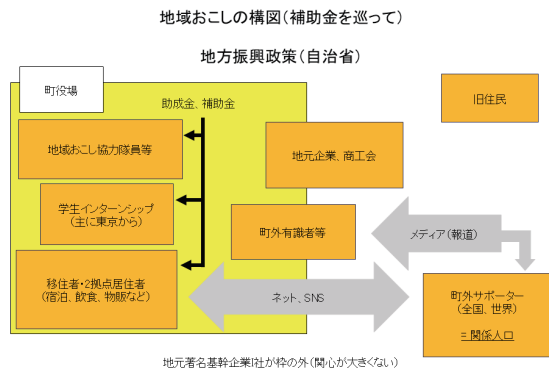 地域おこしの構図(補助金を巡って)
地方振興政策(自治省)
町役場
助成金、補助金
旧住民
地域おこし協力隊員等
地元企業、商工会
学生インターンシップ
(主に東京から)
町外有識者等
メディア(報道)
移住者・2拠点居住者
(宿泊、飲食、物販など)
ネット、SNS
町外サポーター
(全国、世界)
=関係人口
地元著名基幹企業I社が枠の外(関心が大きくない)